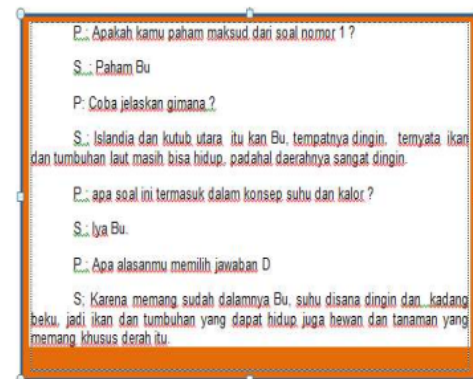 P : Apakah kamu paham maksud dari soal nomor 1 ?
S : Paham Bu
P: Coba jelaskan gimana ?
S : Islandia dan kutub utara itu kan Bu, tempatnya dingin, ternyata ikan
dan tumbuhan laut masih bisa hidup, padahal daerahnya sangat dingin.
P : apa soal ini termasuk dalam konsep suhu dan kalor ?
S : Iya Bu.
P : Apa alasanmu memilih jawaban D
S; Karena memang sudah dalamnya Bu, suhu disana dingin dan kadang
beku, jadi ikan dan tumbuhan yang dapat hidup juga hewan dan tanaman yang
memang khusus derah itu.